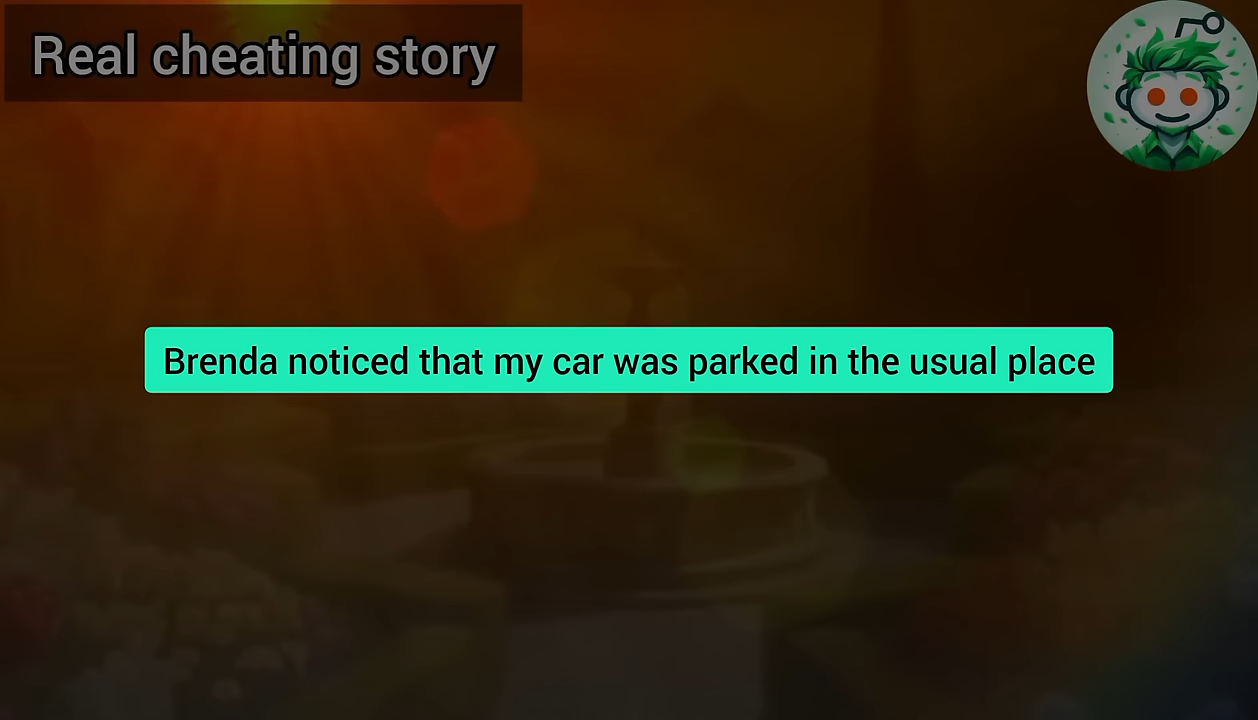 Real cheating story
Brenda noticed that my car was parked in the usual place